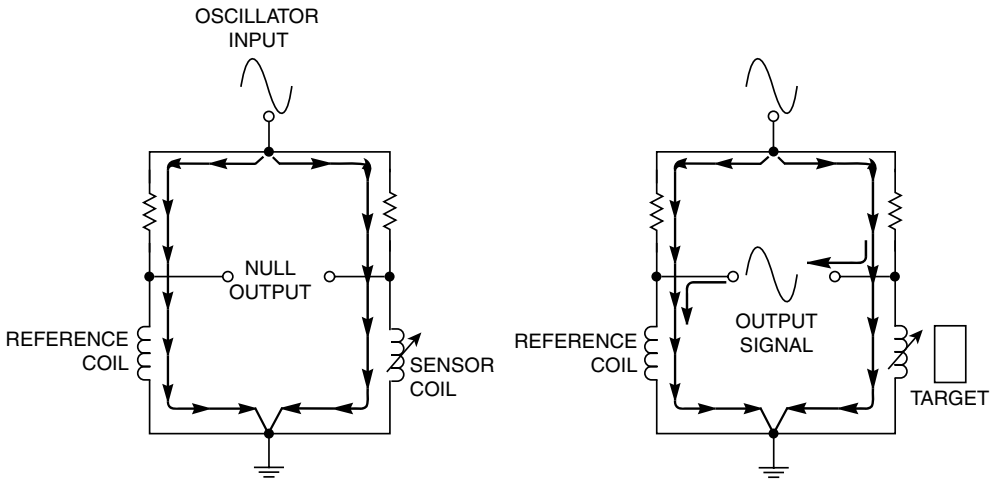 OSCILLATOR
INPUT
NULL
OUTPUT
REFERENCE
COIL
SENSOR
COIL
OUTPUT
SIGNAL
REFERENCE
COIL
TARGET